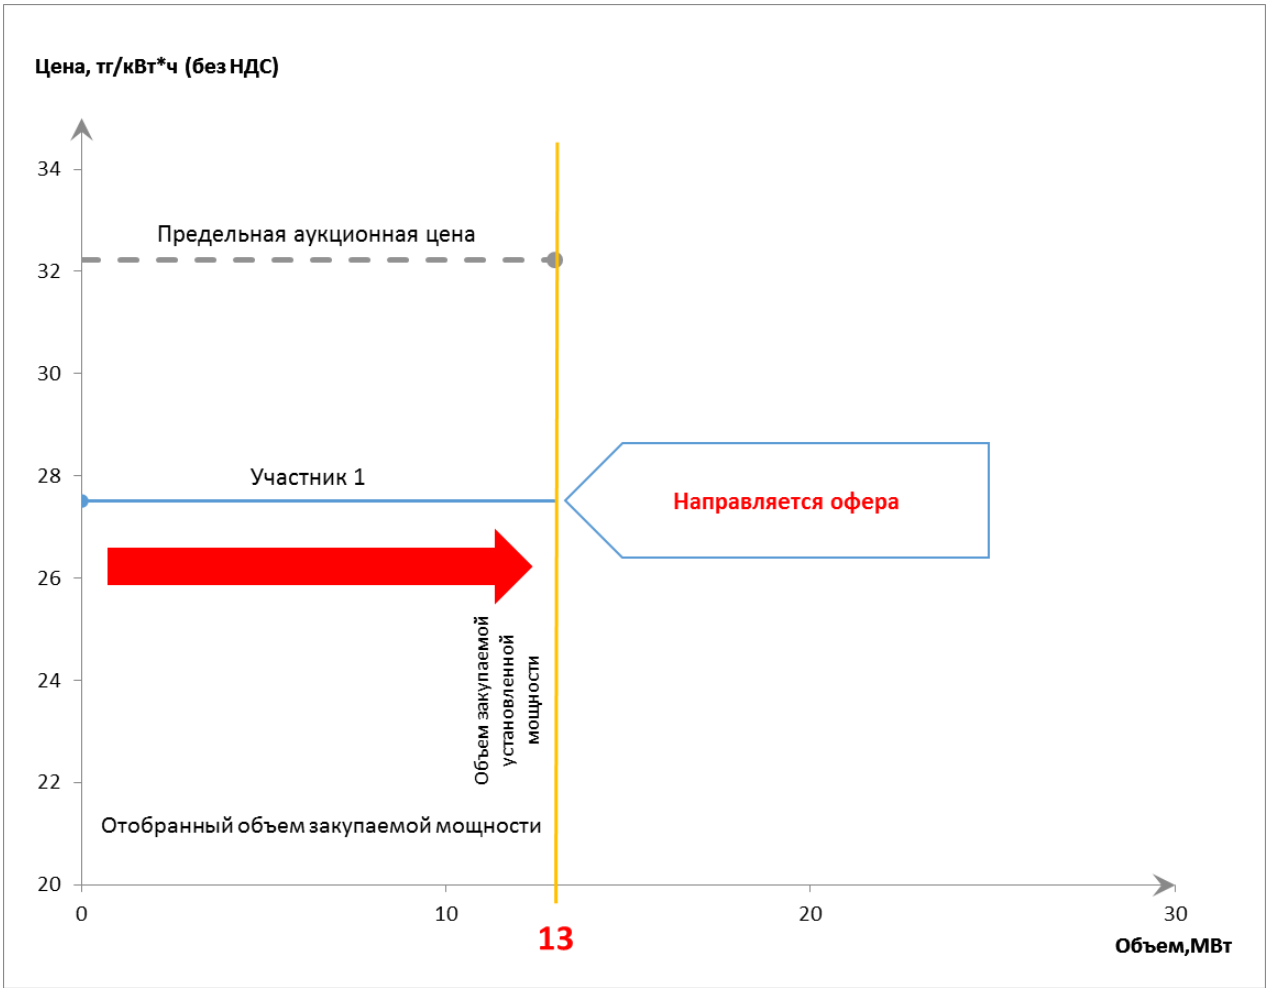 Цена, тг/кВт*ч (без НДС)
34
Предельная аукционная цена
32
30
28
Участник 1
Направляется офера
26
Объем закупаемой
установленной
мощности
24
22
Отобранный объем закупаемой мощности
20
0
10
20
30
13
Объем,МВт